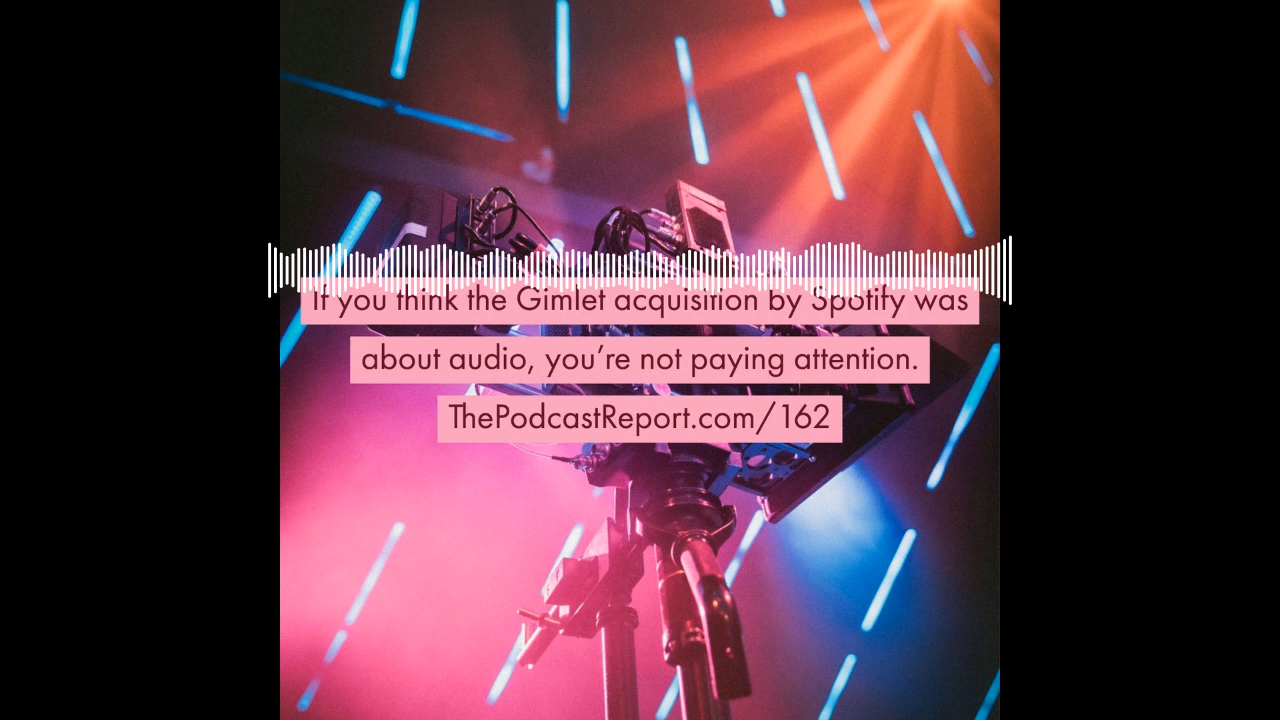 If you think the Gimlet acquisition by Spotify was
about audio, you’re not paying attention.
ThePodcastReport.com/162